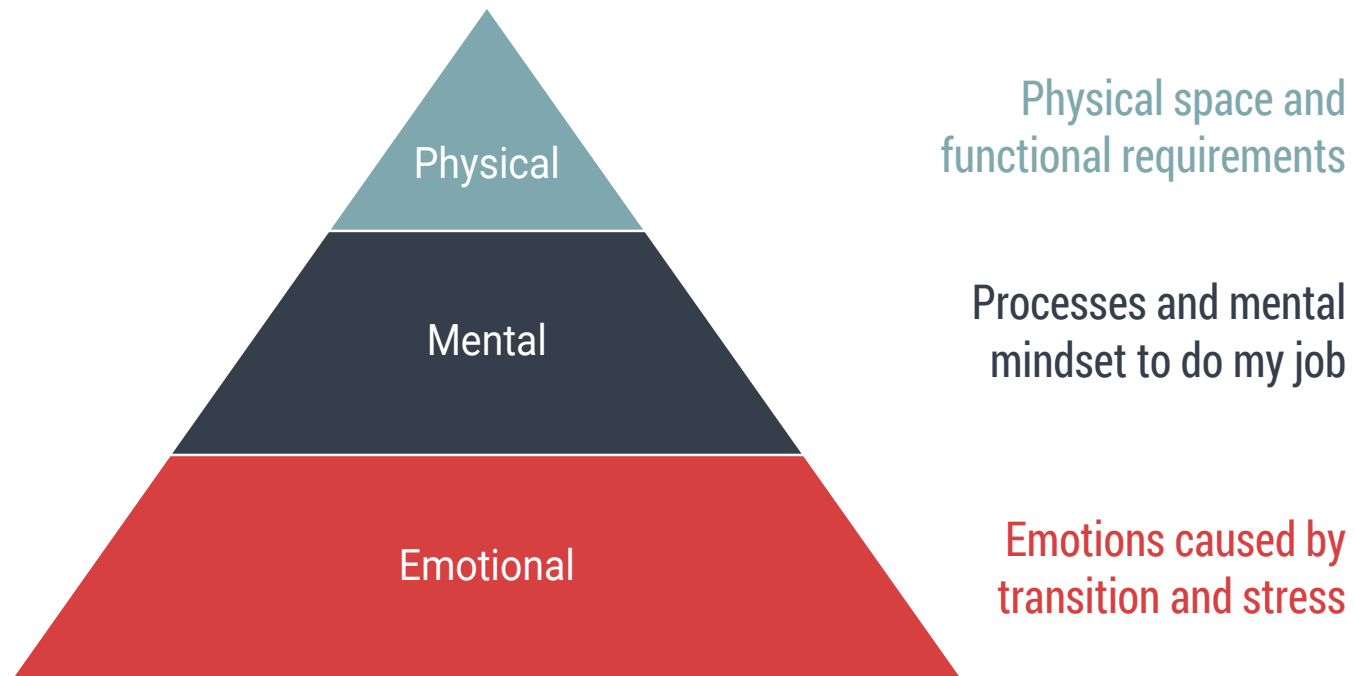 Physical
Physical space and
functional requirements
Mental
Processes and mental
mindset to do my job
Emotional
Emotions caused by
transition and stress